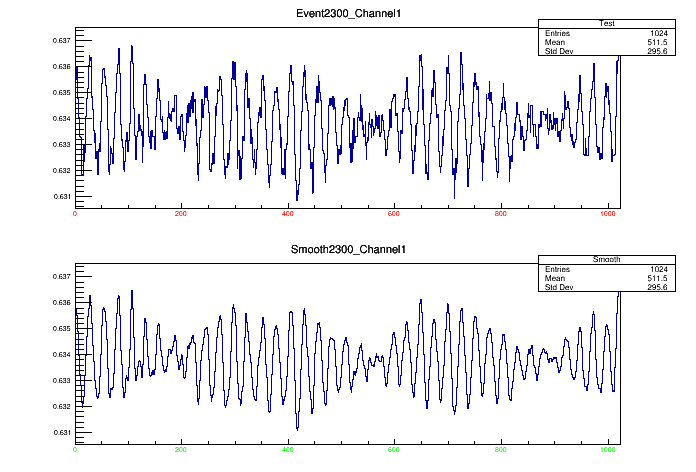 Event2300_Channel1
Test
Entries 1024
Mean 511.5
Std Dev 295.6
0.637
0.636
0.635
0.634
0.633
0.632
0.631
0 200 400 600 800 1000
Smooth2300_Channel1
Smooth
Entries 1024
Mean 511.5
Std Dev 295.6
0.637
0.636
0.635
0.634
0.633
0.632
0.631
0 200 400 600 800 1000